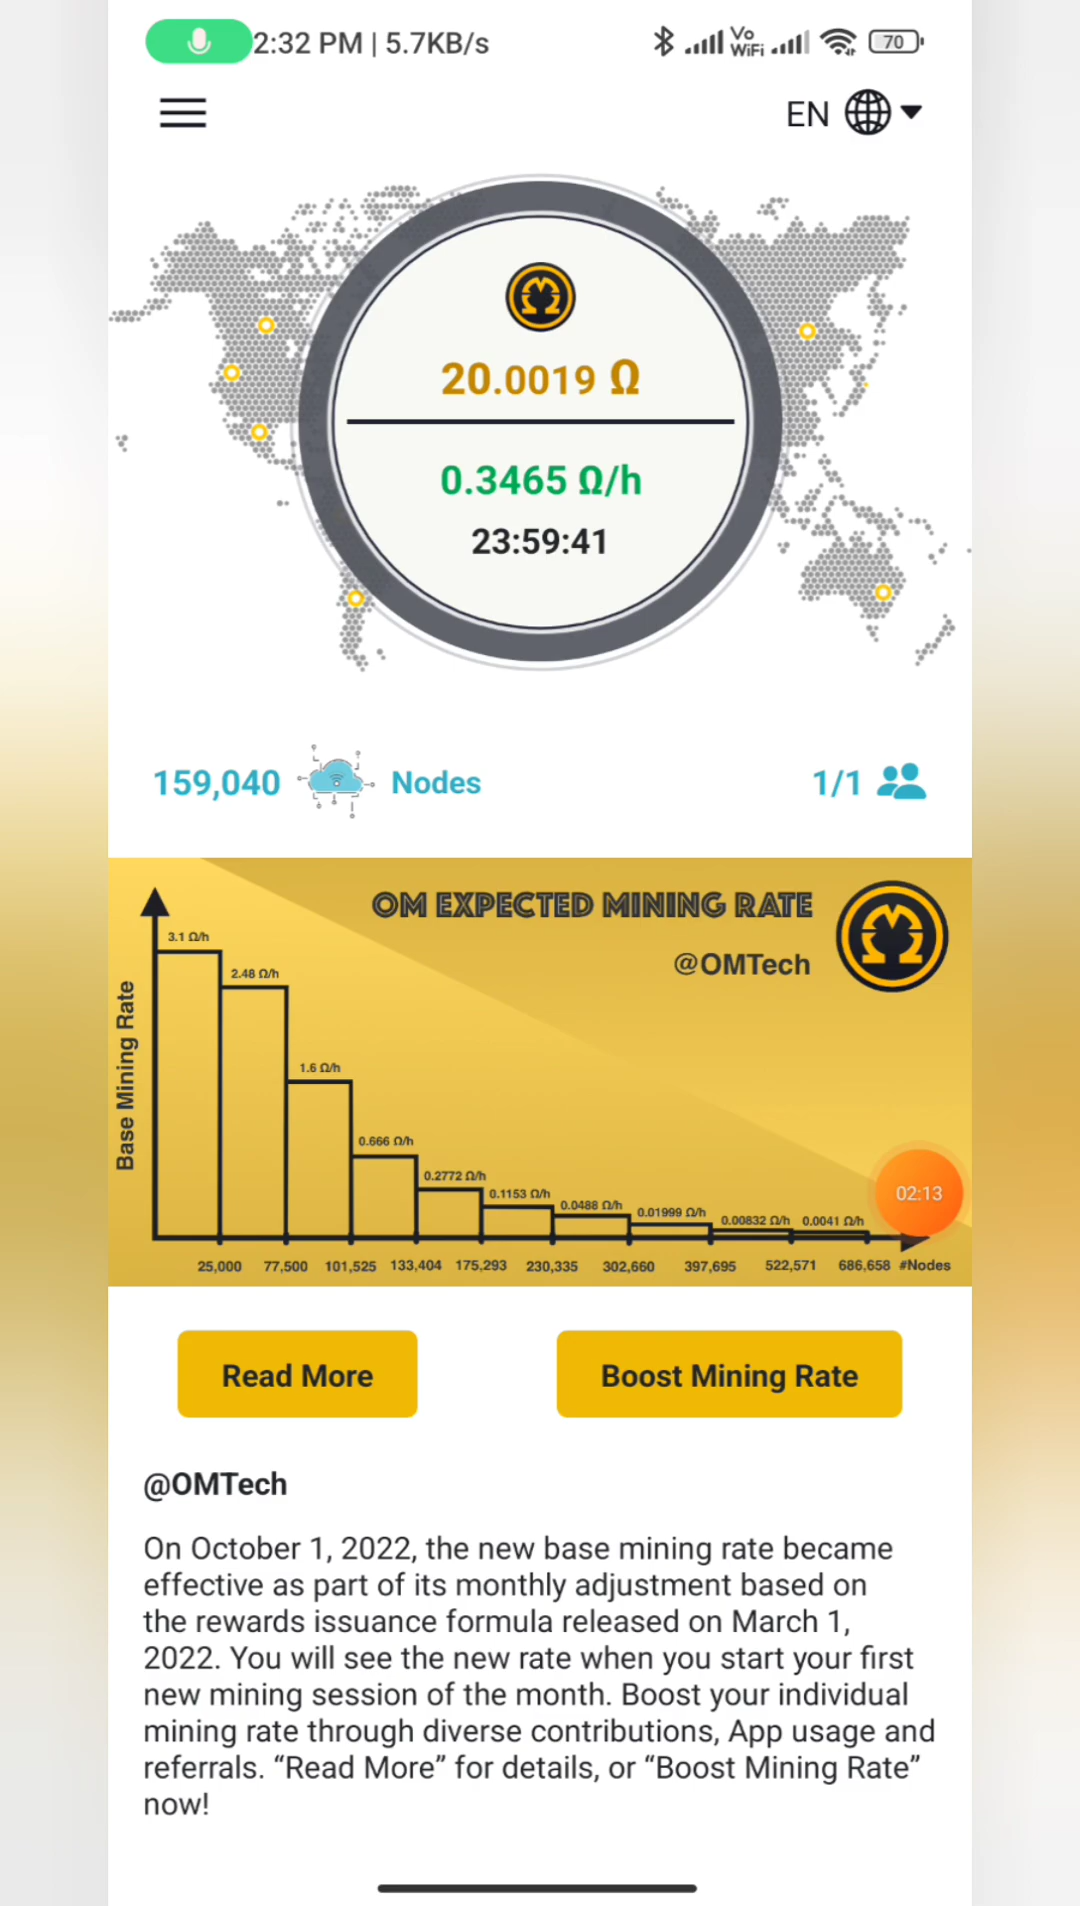 2:32 PM | 5.7KB/s
Vo
WiFi
70
EN
20.0019 Ω
0.3465 Ω/h
23:59:41
159,040 Nodes 1/1
OM EXPECTED MINING RATE
@OMTech
Base Mining Rate
3.1 Ω/h
2.48 Ω/h
1.6 Ω/h
0.666 Ω/h
0.2772 Ω/h
0.1153 Ω/h
0.0488 Ω/h
0.01999 Ω/h
0.00832 Ω/h
0.0041 Ω/h
02:13
25,000 77,500 101,525 133,404 175,293 230,335 302,660 397,695 522,571 686,658 #Nodes
Read More
Boost Mining Rate
@OMTech
On October 1, 2022, the new base mining rate became
effective as part of its monthly adjustment based on
the rewards issuance formula released on March 1,
2022. You will see the new rate when you start your first
new mining session of the month. Boost your individual
mining rate through diverse contributions, App usage and
referrals. “Read More” for details, or “Boost Mining Rate”
now!